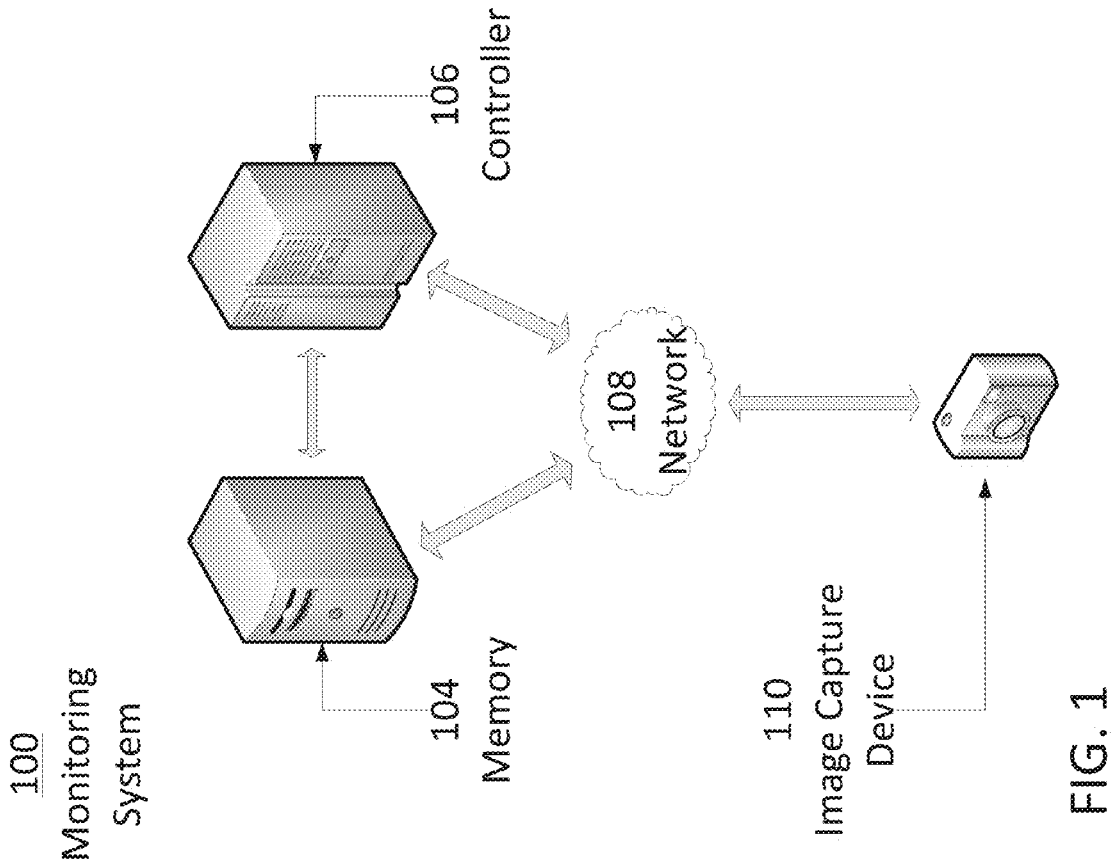 100
Monitoring
System
104
Memory
106
Controller
108
Network
110
Image Capture
Device
FIG. 1